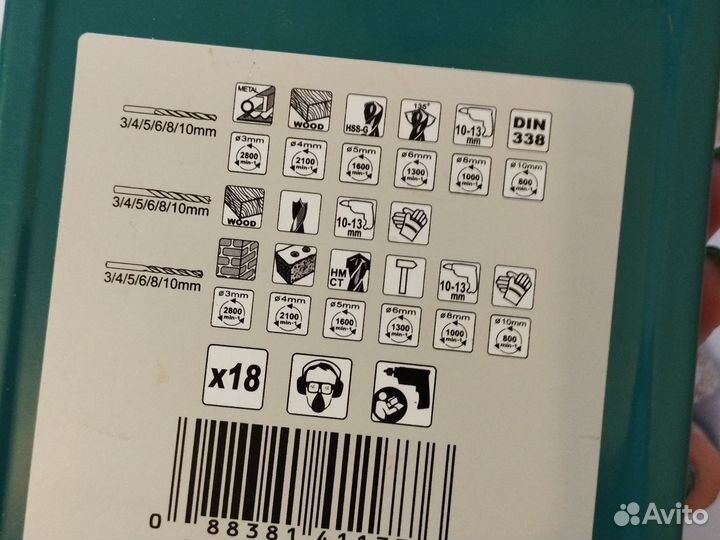 METAL WOOD HSS-G 135° 10-13 mm DIN 338
3/4/5/6/8/10mm
ø3mm ø4mm ø5mm ø6mm ø8mm ø10mm
2800 min-1 2100 min-1 1600 min-1 1300 min-1 1000 min-1 800 min-1
3/4/5/6/8/10mm WOOD 10-13 mm
3/4/5/6/8/10mm HM CT 10-13 mm
ø3mm ø4mm ø5mm ø6mm ø8mm ø10mm
2800 min-1 2100 min-1 1600 min-1 1300 min-1 1000 min-1 800 min-1
x18
0 88381
Avito